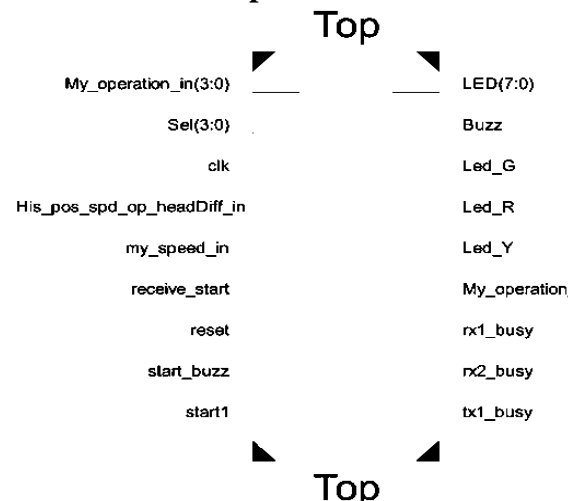 Top
My_operation_in(3:0)
LED(7:0)
Sel(3:0)
Buzz
clk
Led_G
His_pos_spd_op_headDiff_in
Led_R
my_speed_in
Led_Y
receive_start
My_operation_
reset
rx1_busy
start_buzz
rx2_busy
start1
tx1_busy
Top